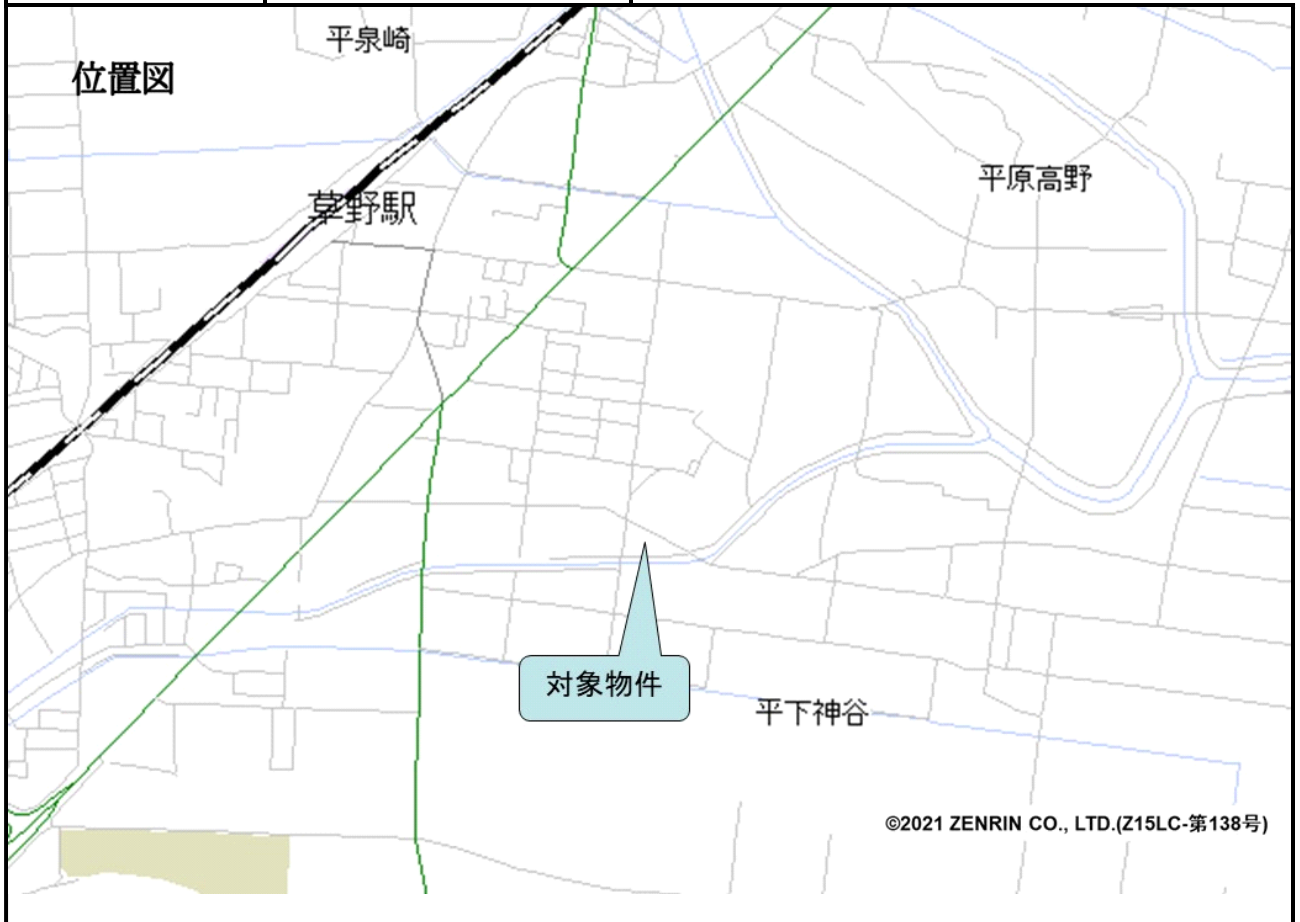 平泉崎
位置図
平原高野
草野駅
対象物件
平下神谷
©2021 ZENRIN CO., LTD.(Z15LC-第138号)